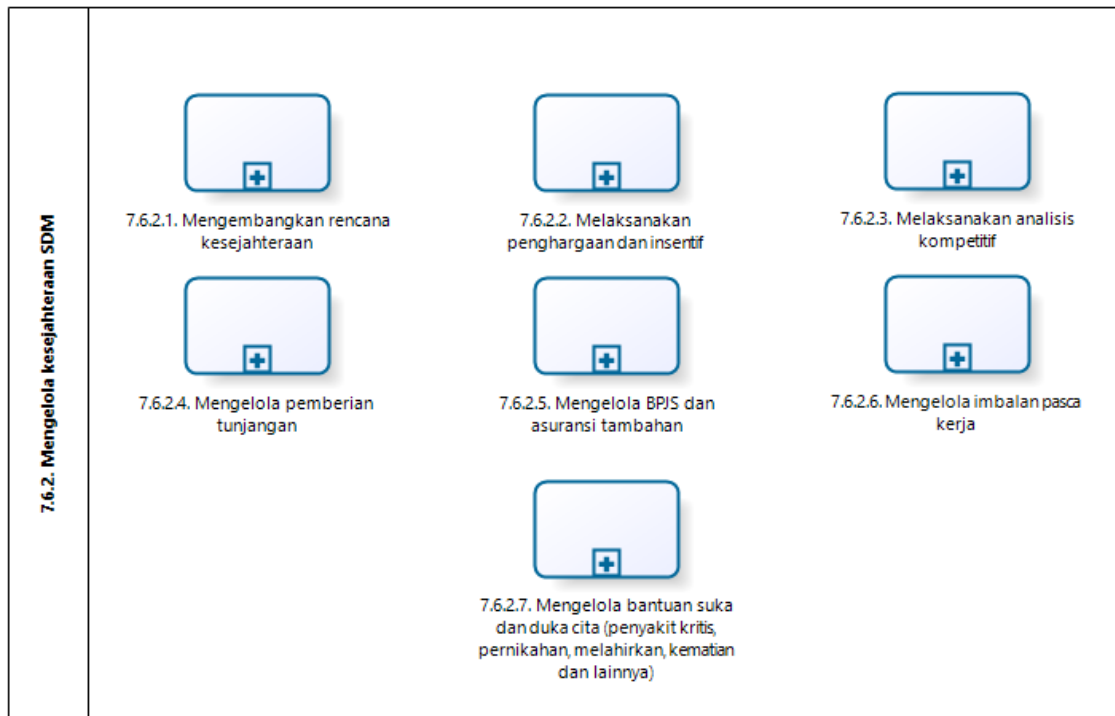 7.6.2. Mengelola kesejahteraan SDM
7.6.2.1. Mengembangkan rencana
kesejahteraan
7.6.2.2. Melaksanakan
penghargaan dan insentif
7.6.2.3. Melaksanakan analisis
kompetitif
7.6.2.4. Mengelola pemberian
tunjangan
7.6.2.5. Mengelola BPJS dan
asuransi tambahan
7.6.2.6. Mengelola imbalan pasca
kerja
7.6.2.7. Mengelola bantuan suka
dan duka cita (penyakit kritis,
pernikahan, melahirkan, kematian
dan lainnya)